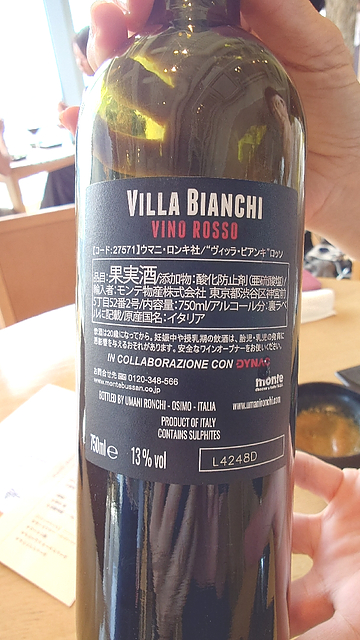 VILLA BIANCHI
VINO ROSSO
【コード:27571】ウマニ・ロンキ社/"ヴィッラ・ビアンキ"ロッソ
品目:果実酒/添加物:酸化防止剤(亜硫酸塩)/
輸入者:モンテ物産株式会社 東京都渋谷区神宮前
5丁目52番2号/内容量:750ml/アルコール分:裏ラベ
ルに記載/原産国名:イタリア
飲酒は20歳になってから。妊娠中や授乳期の飲酒は、胎児・乳児の発育に
悪影響を与えるおそれがあります。安全なワインオープナーをお使いください。
IN COLLABORAZIONE CON DYNAC
お問合せ先 0120-348-566
www.montebussan.co.jp
monte
BOTTLED BY UMANI RONCHI - OSIMO - ITALIA
www.umanironchi.com
PRODUCT OF ITALY
CONTAINS SULPHITES
750ml e 13% vol
L4248D